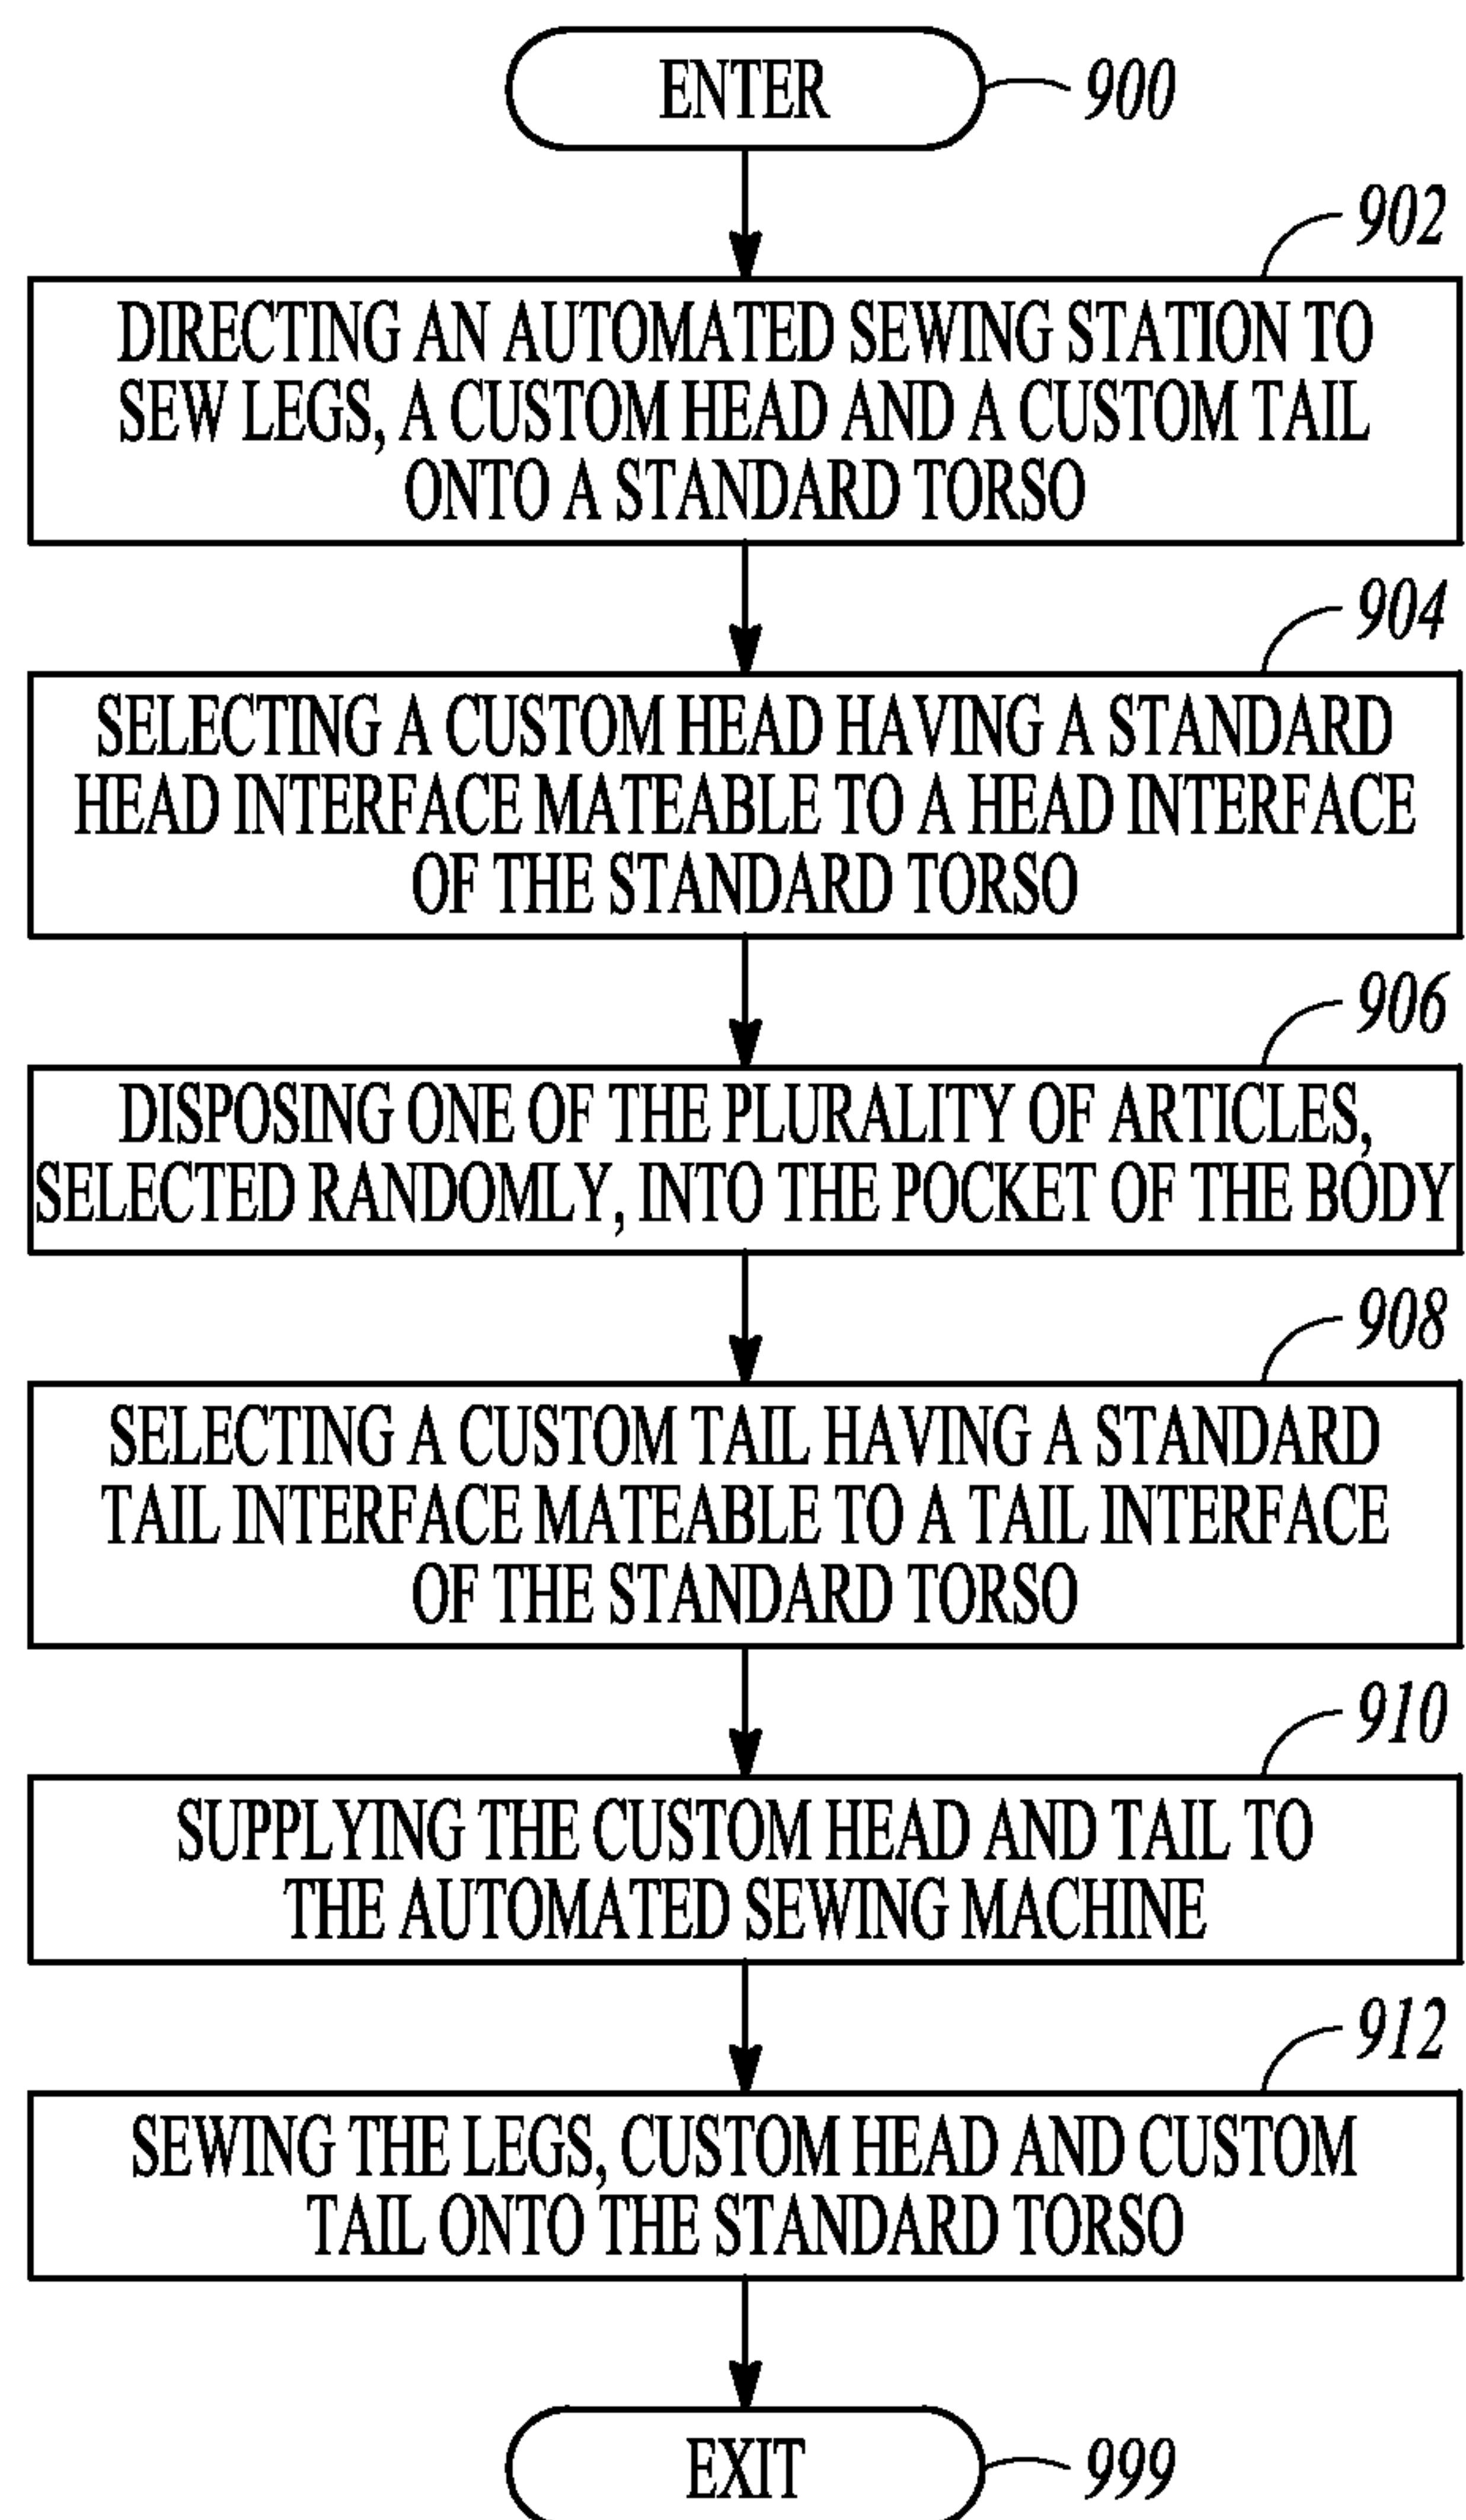 ENTER
900
902
DIRECTING AN AUTOMATED SEWING STATION TO
SEW LEGS, A CUSTOM HEAD AND A CUSTOM TAIL
ONTO A STANDARD TORSO
904
SELECTING A CUSTOM HEAD HAVING A STANDARD
HEAD INTERFACE MATEABLE TO A HEAD INTERFACE
OF THE STANDARD TORSO
906
DISPOSING ONE OF THE PLURALITY OF ARTICLES,
SELECTED RANDOMLY, INTO THE POCKET OF THE BODY
908
SELECTING A CUSTOM TAIL HAVING A STANDARD
TAIL INTERFACE MATEABLE TO A TAIL INTERFACE
OF THE STANDARD TORSO
910
SUPPLYING THE CUSTOM HEAD AND TAIL TO
THE AUTOMATED SEWING MACHINE
912
SEWING THE LEGS, CUSTOM HEAD AND CUSTOM
TAIL ONTO THE STANDARD TORSO
EXIT
999